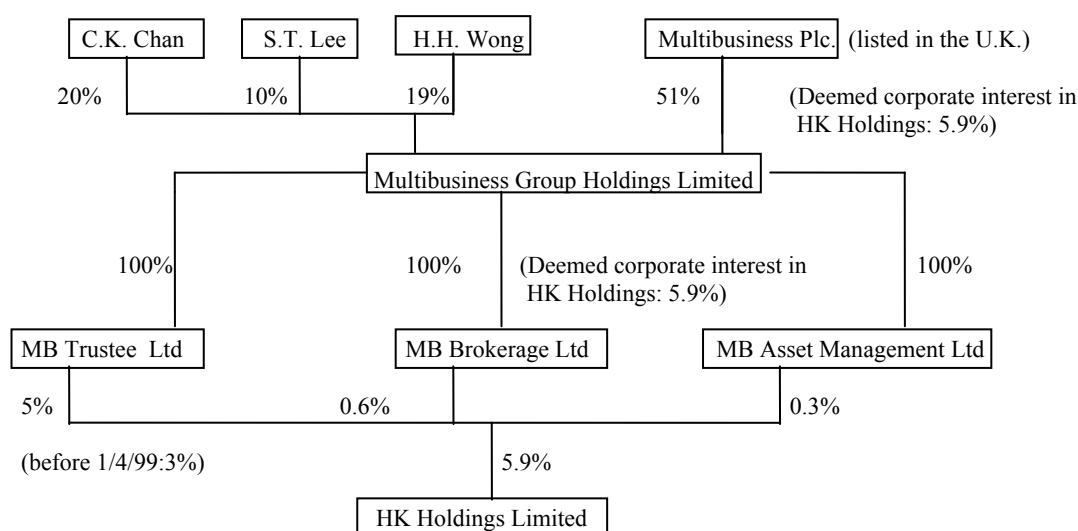 C.K. Chan
S.T. Lee
H.H. Wong
Multibusiness Plc. (listed in the U.K.)
20%
10%
19%
51%
(Deemed corporate interest in
HK Holdings: 5.9%)
Multibusiness Group Holdings Limited
100%
100%
(Deemed corporate interest in
HK Holdings: 5.9%)
100%
MB Trustee Ltd
MB Brokerage Ltd
MB Asset Management Ltd
5%
0.6%
0.3%
(before 1/4/99:3%)
5.9%
HK Holdings Limited